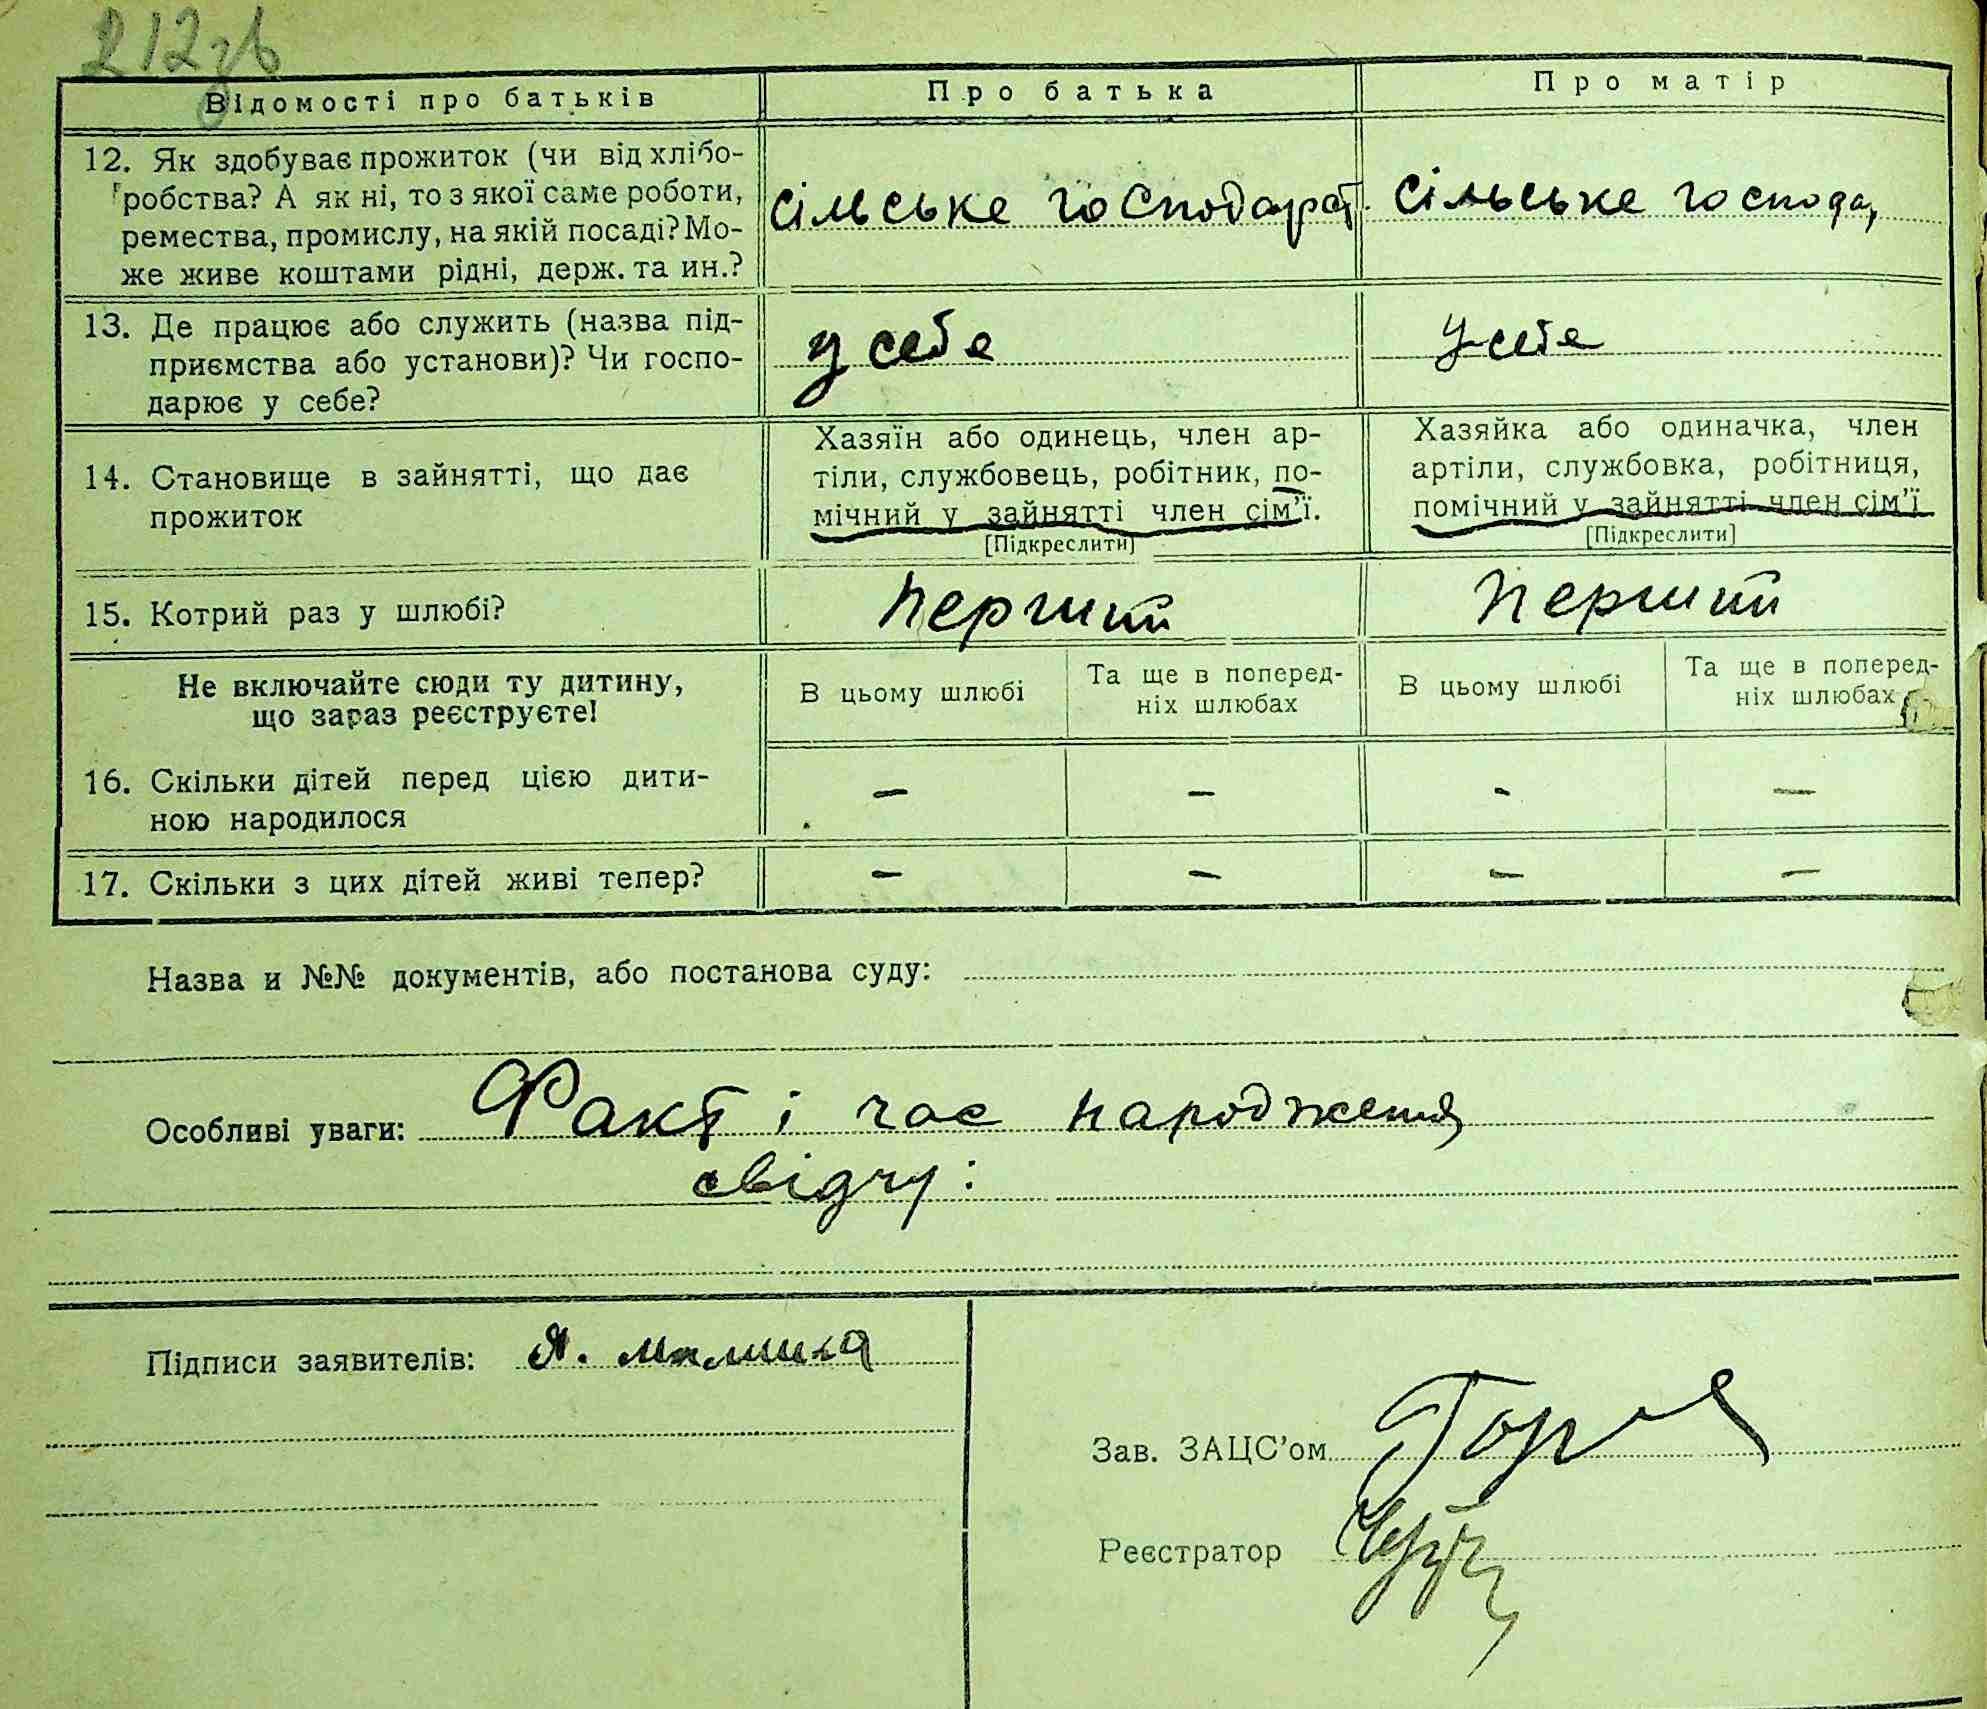 212зв
Відомості про батьків
Про батька
Про матір
12. Як здобуває прожиток (чи від хлібо-
робства? А як ні, то з якої саме роботи,
ремества, промислу, на якій посаді? Мо-
же живе коштами рідні, держ. та ин.?
сільське господарст.
сільське господа,
13. Де працює або служить (назва під-
приємства або установи)? Чи госпо-
дарює у себе?
у себе
у себе
14. Становище в зайнятті, що дає
прожиток
Хазяїн або одинець, член ар-
тіли, службовець, робітник, по-
мічний у зайнятті член сім'ї.
[Підкреслити]
Хазяйка або одиначка, член
артіли, службовка, робітниця,
помічний у зайнятті член сім'ї
[Підкреслити]
15. Котрий раз у шлюбі?
перший
перший
Не включайте сюди ту дитину,
що зараз реєструєте!
В цьому шлюбі
Та ще в поперед-
ніх шлюбах
В цьому шлюбі
Та ще в поперед-
ніх шлюбах
16. Скільки дітей перед цією дити-
ною народилося
– – - –
17. Скільки з цих дітей живі тепер?
– – – –
Назва и №№ документів, або постанова суду:
Особливі уваги: Факт і час народження
свідчу:
Підписи заявителів:
Зав. ЗАЦС'ом
Реєстратор